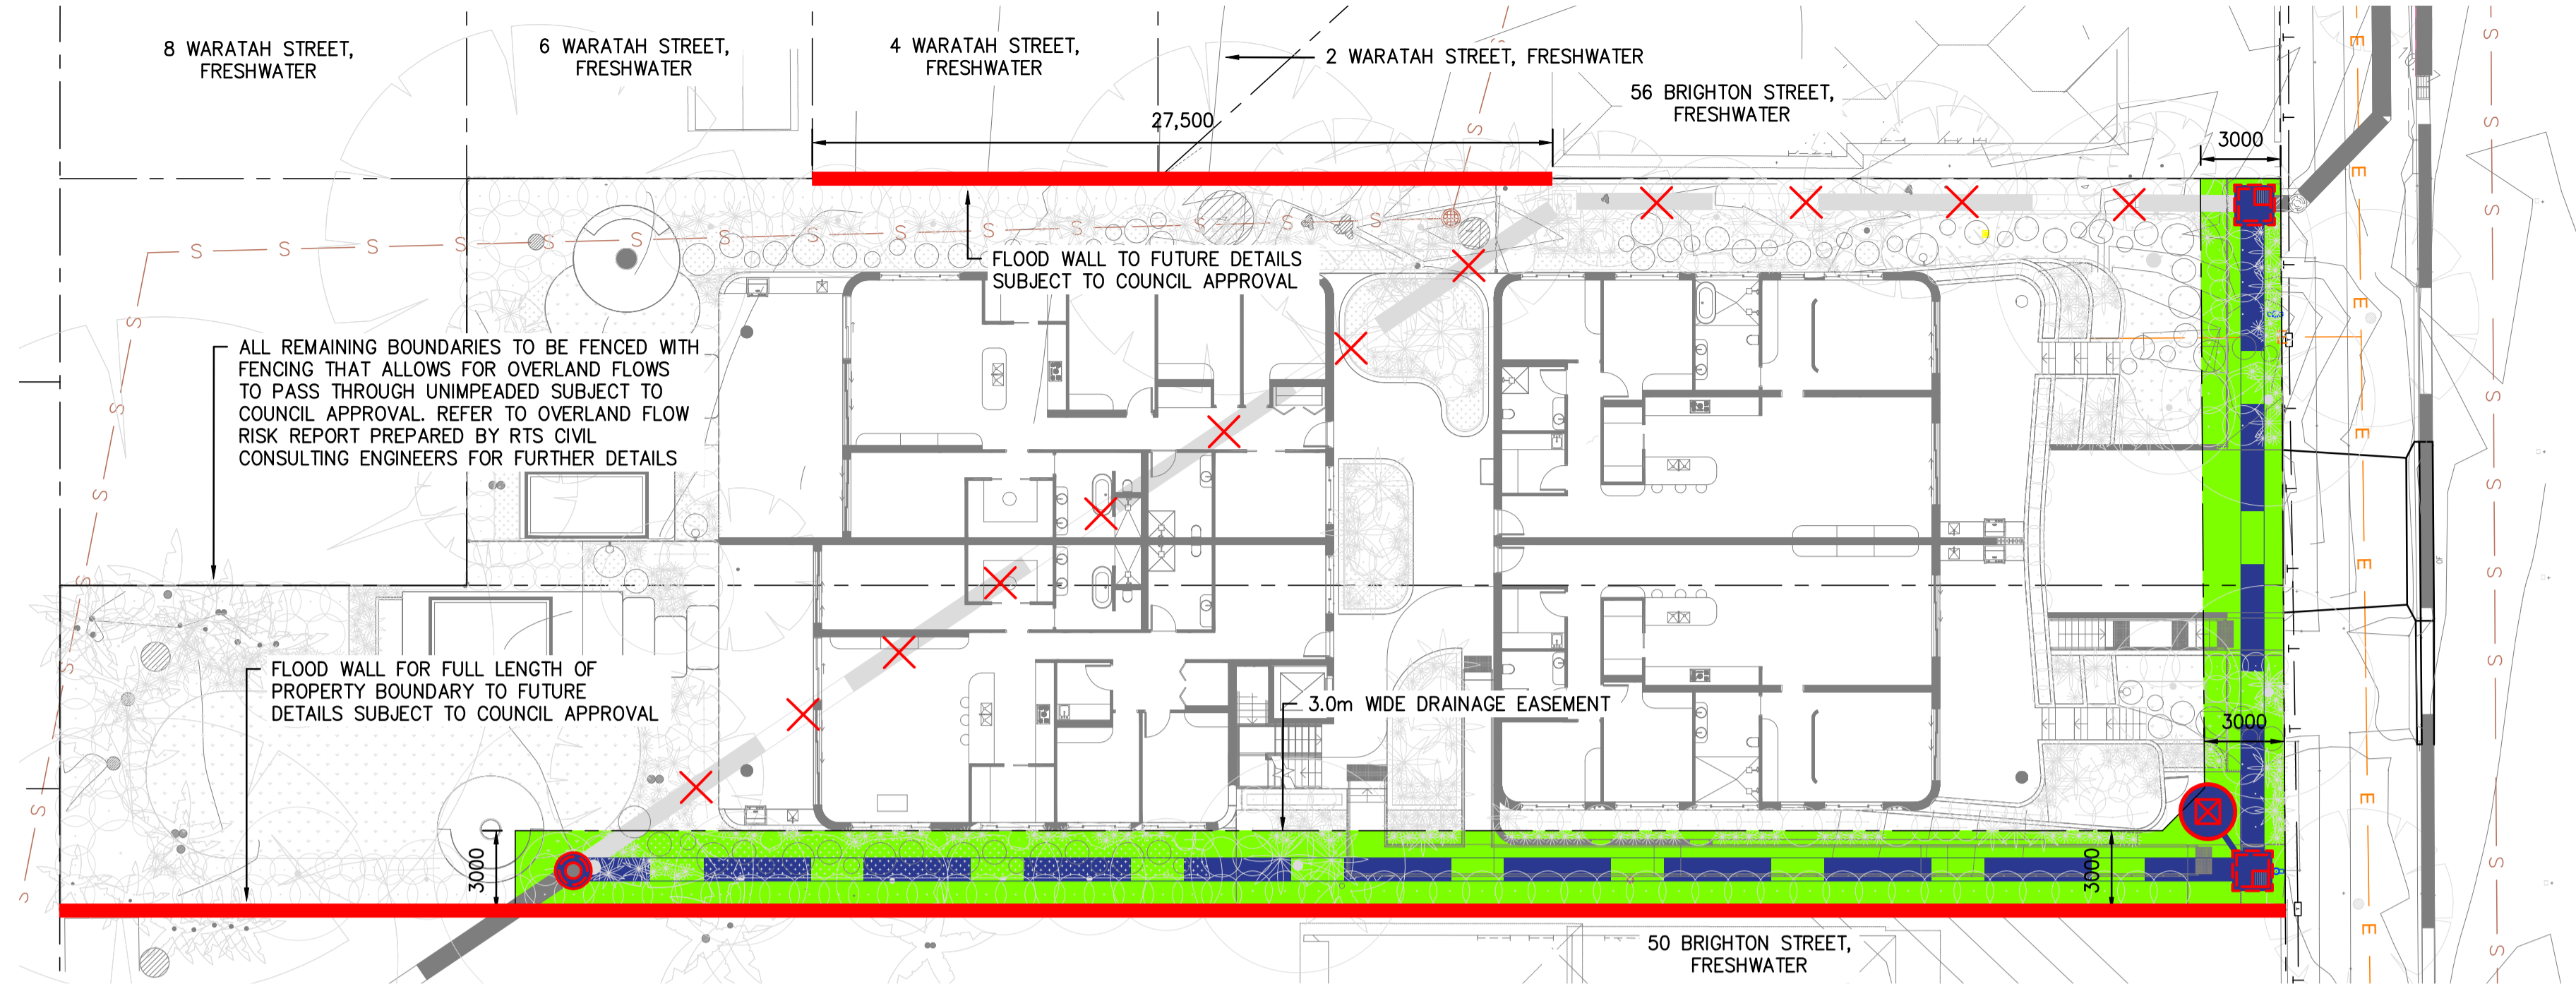 8 WARATAH STREET,
FRESHWATER
6 WARATAH STREET,
FRESHWATER
4 WARATAH STREET,
FRESHWATER
2 WARATAH STREET, FRESHWATER
56 BRIGHTON STREET,
FRESHWATER
27,500
3000
FLOOD WALL TO FUTURE DETAILS
SUBJECT TO COUNCIL APPROVAL
ALL REMAINING BOUNDARIES TO BE FENCED WITH
FENCING THAT ALLOWS FOR OVERLAND FLOWS
TO PASS THROUGH UNIMPEADED SUBJECT TO
COUNCIL APPROVAL. REFER TO OVERLAND FLOW
RISK REPORT PREPARED BY RTS CIVIL
CONSULTING ENGINEERS FOR FURTHER DETAILS
FLOOD WALL FOR FULL LENGTH OF
PROPERTY BOUNDARY TO FUTURE
DETAILS SUBJECT TO COUNCIL APPROVAL
3.0m WIDE DRAINAGE EASEMENT
3000
3000
3000
50 BRIGHTON STREET,
FRESHWATER